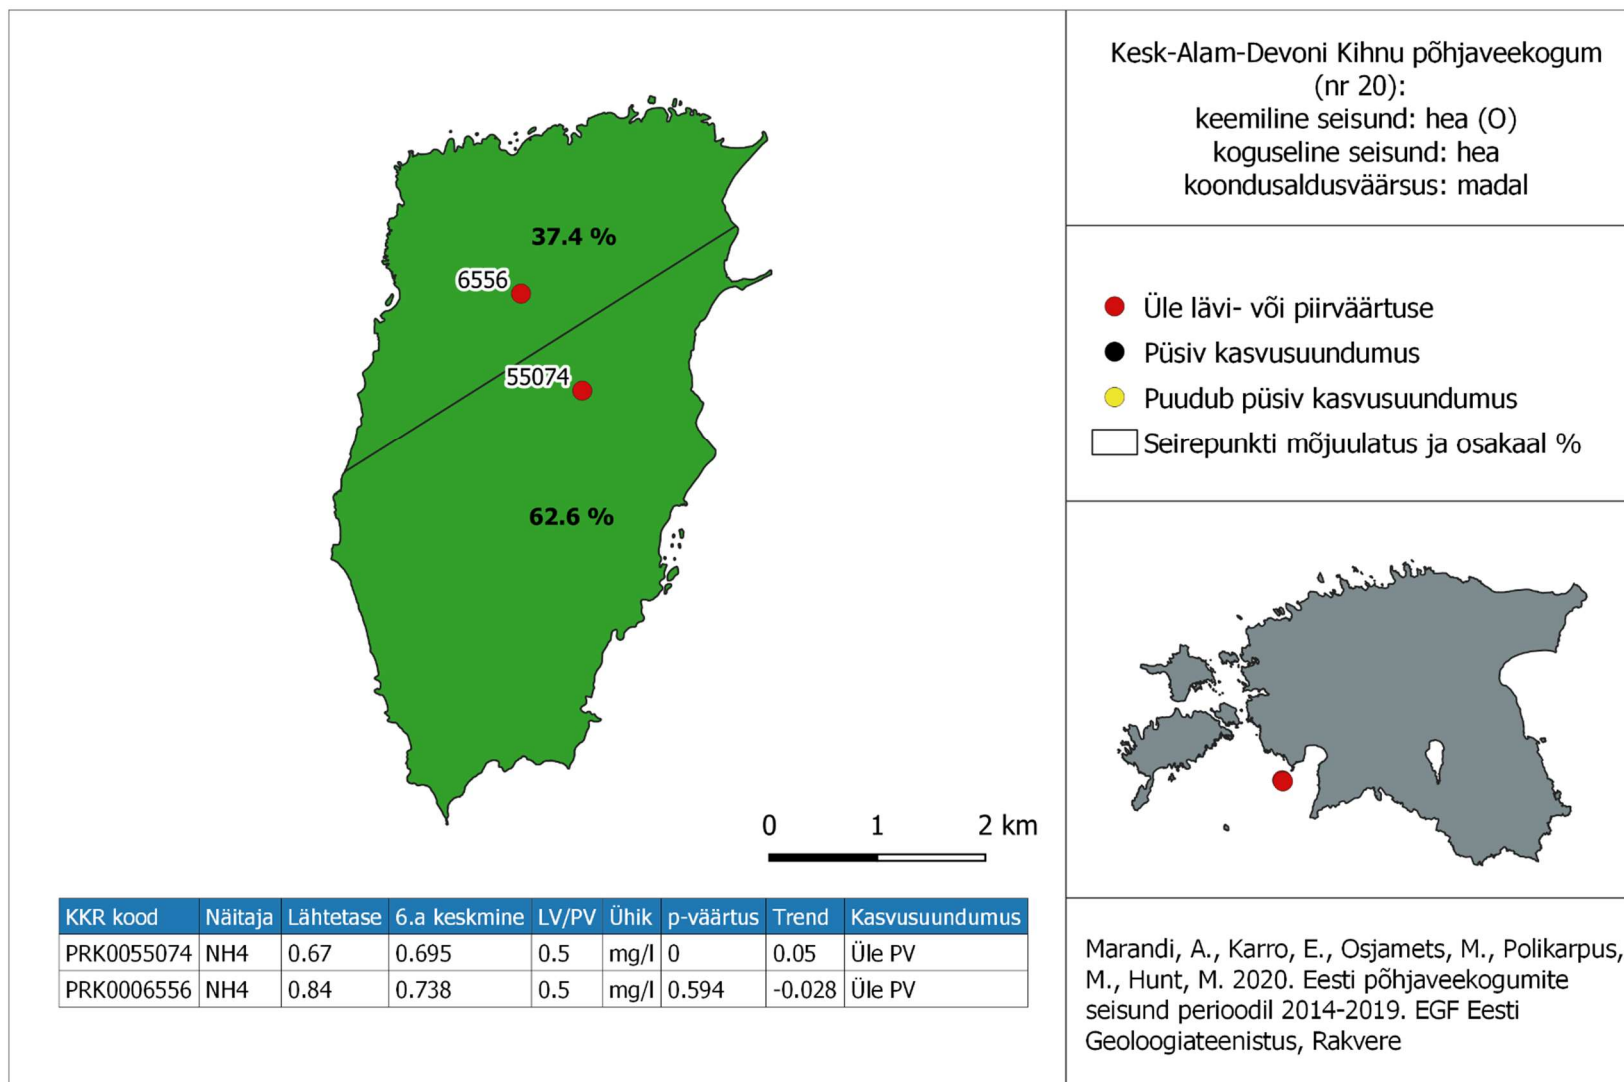 Kesk-Alam-Devoni Kihnu põhjaveekogum
(nr 20):
keemiline seisund: hea (O)
koguseline seisund: hea
koondusaldusväärsus: madal
37.4 %
6556
55074
62.6 %
Üle lävi- või piirväärtuse
Püsiv kasvusuundumus
Puudub püsiv kasvusuundumus
Seirepunkti mõjuulatus ja osakaal %
0 1 2 km
KKR kood Näitaja Lähtetase 6.a keskmine LV/PV Ühik p-väärtus Trend Kasvusuundumus
PRK0055074 NH4 0.67 0.695 0.5 mg/l 0 0.05 Üle PV
PRK0006556 NH4 0.84 0.738 0.5 mg/l 0.594 -0.028 Üle PV
Marandi, A., Karro, E., Osjamets, M., Polikarpus,
M., Hunt, M. 2020. Eesti põhjaveekogumite
seisund perioodil 2014-2019. EGF Eesti
Geoloogiateenistus, Rakvere